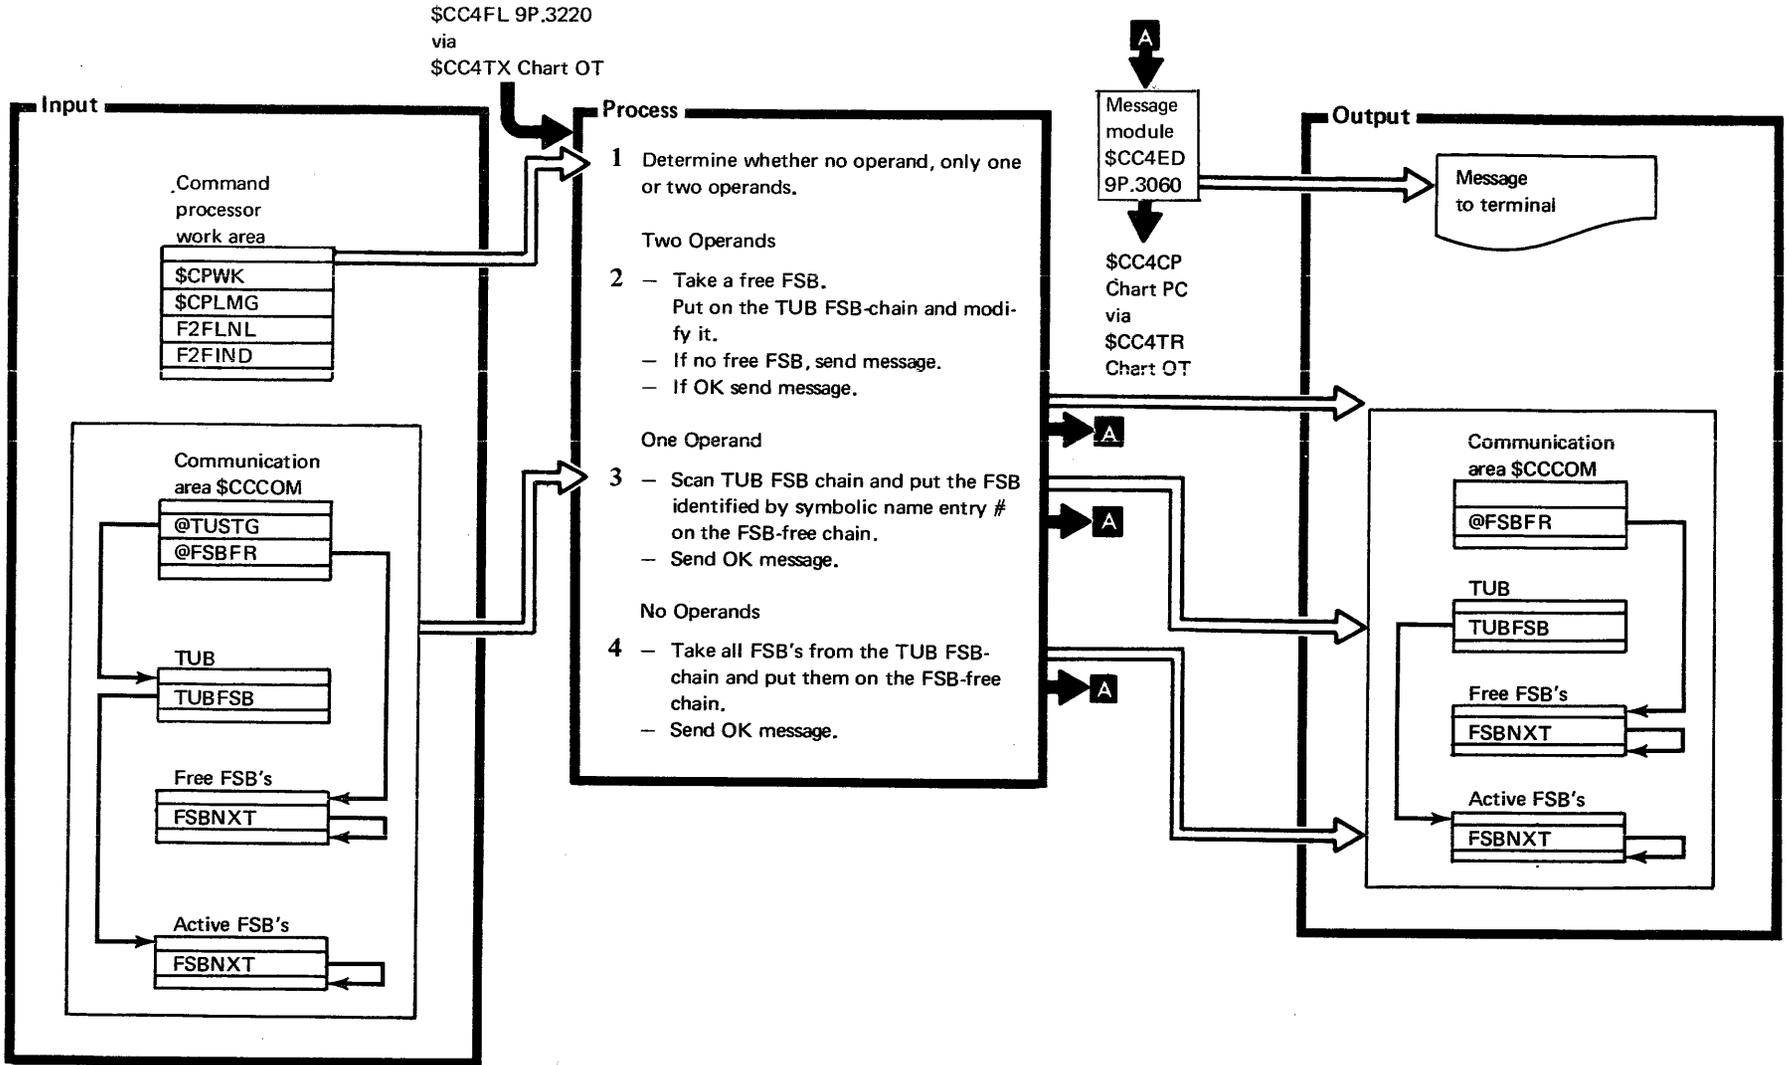 $CC4FL 9P.3220
via
$CC4TX Chart OT
Input
Command
processor
work area
$CPWK
$CPLMG
F2FLNL
F2FIND
Communication
area $CCCOM
@TUSTG
@FSBFR
TUB
TUBFSB
Free FSB's
FSBNXT
Active FSB's
FSBNXT
Process
1 Determine whether no operand, only one
or two operands.
Two Operands
2 — Take a free FSB.
Put on the TUB FSB-chain and modi-
fy it.
— If no free FSB, send message.
— If OK send message.
One Operand
3 — Scan TUB FSB chain and put the FSB
identified by symbolic name entry #
on the FSB-free chain.
— Send OK message.
No Operands
4 — Take all FSB's from the TUB FSB-
chain and put them on the FSB-free
chain.
— Send OK message.
A
A
A
A
Message
module
$CC4ED
9P.3060
$CC4CP
Chart PC
via
$CC4TR
Chart OT
Output
Message
to terminal
Communication
area $CCCOM
@FSBFR
TUB
TUBFSB
Free FSB's
FSBNXT
Active FSB's
FSBNXT